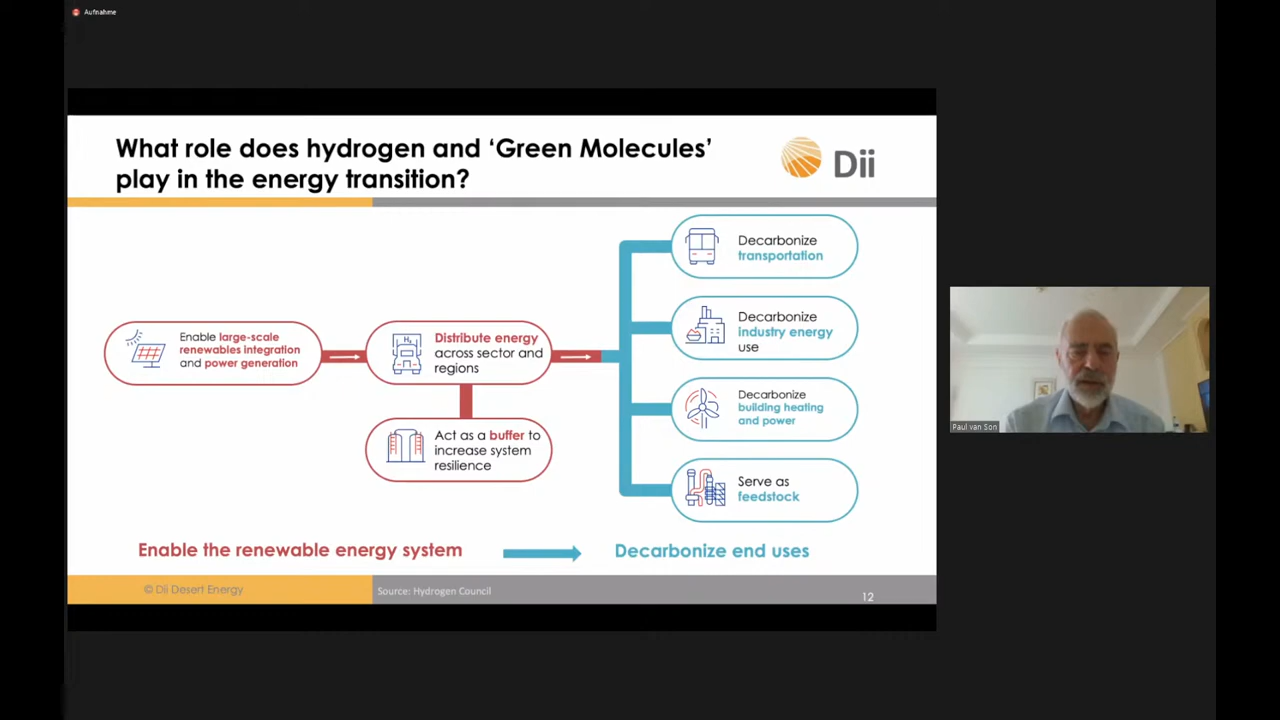 Aufnahme
What role does hydrogen and ‘Green Molecules’
play in the energy transition?
Dii
Enable large-scale
renewables integration
and power generation
H₂
Distribute energy
across sector and
regions
Act as a buffer to
increase system
resilience
Decarbonize
transportation
Decarbonize
industry energy
use
Decarbonize
building heating
and power
Serve as
feedstock
Enable the renewable energy system
Decarbonize end uses
© Dii Desert Energy
Source: Hydrogen Council
12
Paul van Son